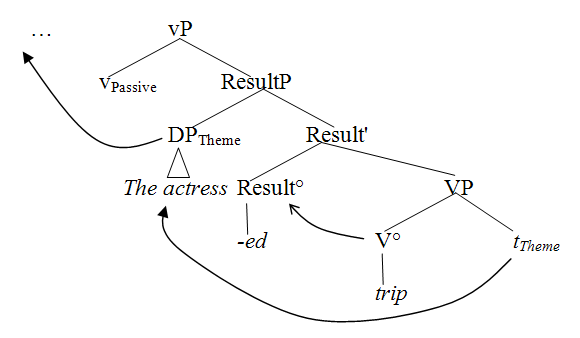 … vP
vPassive ResultP
DPTheme Result'
The actress Result° VP
-ed V° tTheme
trip